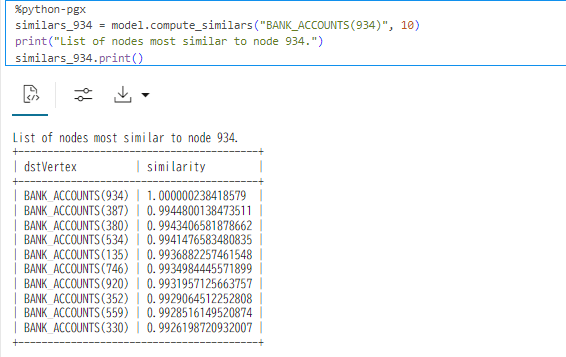 %python-pgx
similars_934 = model.compute_similars("BANK_ACCOUNTS(934)", 10)
print("List of nodes most similar to node 934.")
similars_934.print()
List of nodes most similar to node 934.
+-----------------------------------------+
| dstVertex          | similarity         |
+-----------------------------------------+
| BANK_ACCOUNTS(934) | 1.000000238418579  |
| BANK_ACCOUNTS(387) | 0.9944800138473511 |
| BANK_ACCOUNTS(380) | 0.9943406581878662 |
| BANK_ACCOUNTS(534) | 0.9941476583480835 |
| BANK_ACCOUNTS(135) | 0.9936882257461548 |
| BANK_ACCOUNTS(746) | 0.9934984445571899 |
| BANK_ACCOUNTS(920) | 0.9931957125663757 |
| BANK_ACCOUNTS(352) | 0.9929064512252808 |
| BANK_ACCOUNTS(559) | 0.9928516149520874 |
| BANK_ACCOUNTS(330) | 0.9926198720932007 |
+-----------------------------------------+